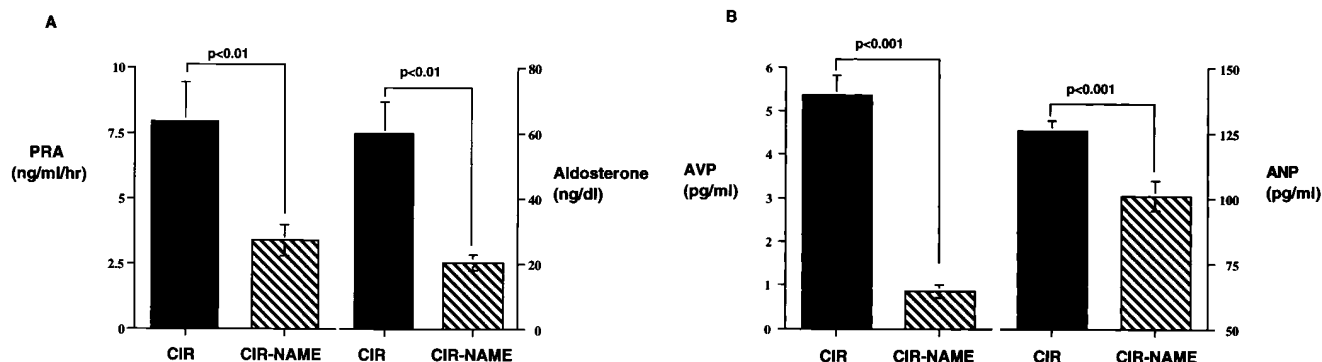 A
p<0.01
p<0.01
10
7.5
5
2.5
0
PRA
(ng/ml/hr)
80
60
40
20
0
Aldosterone
(ng/dl)
CIR
CIR-NAME
CIR
CIR-NAME
B
p<0.001
p<0.001
6
5
4
3
2
1
0
AVP
(pg/ml)
150
125
100
75
50
ANP
(pg/ml)
CIR
CIR-NAME
CIR
CIR-NAME